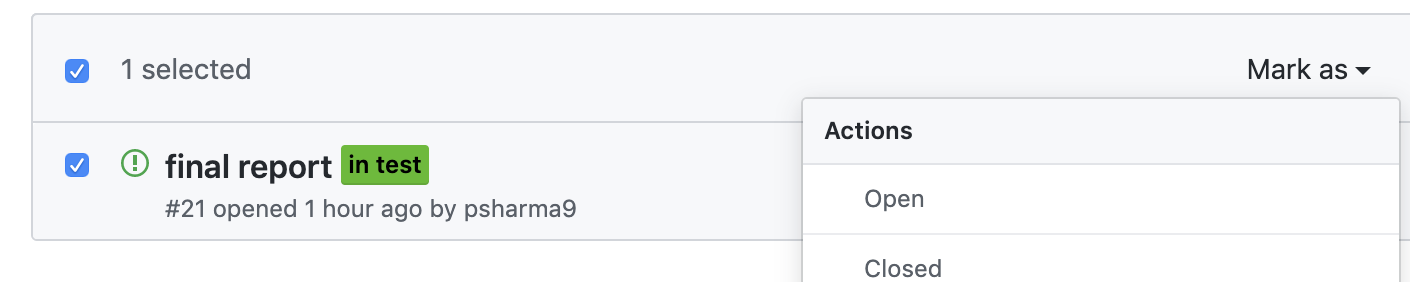 1 selected
Mark as
Actions
final report in test
Open
#21 opened 1 hour ago by psharma9
Closed